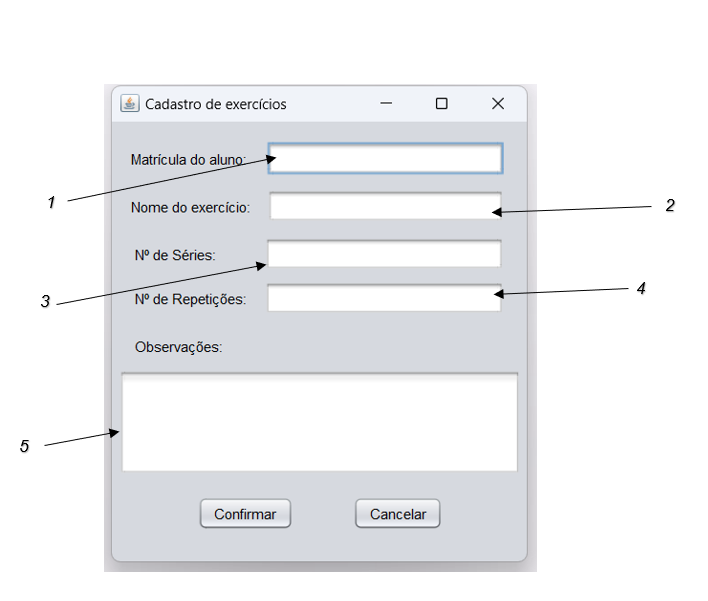 Cadastro de exercícios
Matrícula do aluno:
1
Nome do exercício:
2
Nº de Séries:
3
Nº de Repetições:
4
Observações:
5
Confirmar
Cancelar